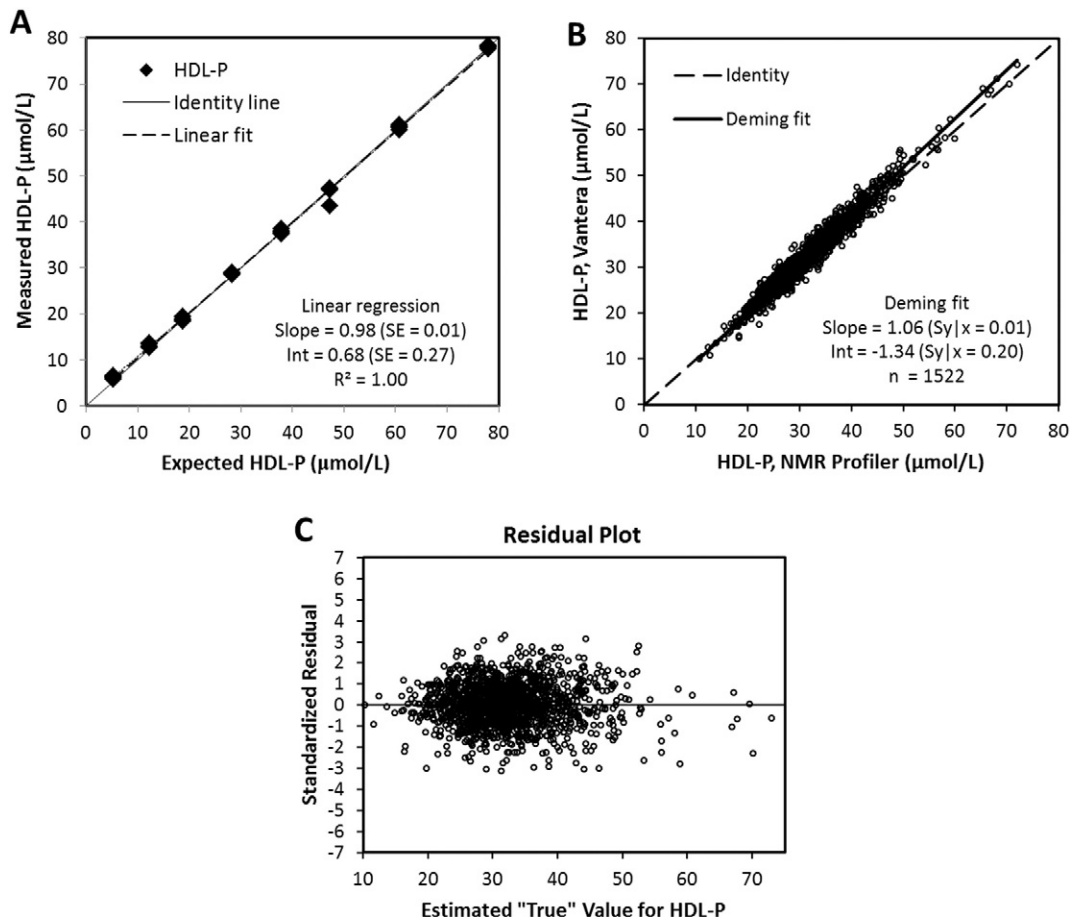 A
80
70
60
50
40
30
20
10
0
Measured HDL-P (µmol/L)
HDL-P
Identity line
Linear fit
Linear regression
Slope = 0.98 (SE = 0.01)
Int = 0.68 (SE = 0.27)
R² = 1.00
0 10 20 30 40 50 60 70 80
Expected HDL-P (µmol/L)
B
80
70
60
50
40
30
20
10
0
HDL-P, Vantera (µmol/L)
Identity
Deming fit
Deming fit
Slope = 1.06 (Sy|x = 0.01)
Int = -1.34 (Sy|x = 0.20)
n = 1522
0 10 20 30 40 50 60 70 80
HDL-P, NMR Profiler (µmol/L)
C
Residual Plot
7
6
5
4
3
2
1
0
-1
-2
-3
-4
-5
-6
-7
Standardized Residual
10 20 30 40 50 60 70
Estimated "True" Value for HDL-P